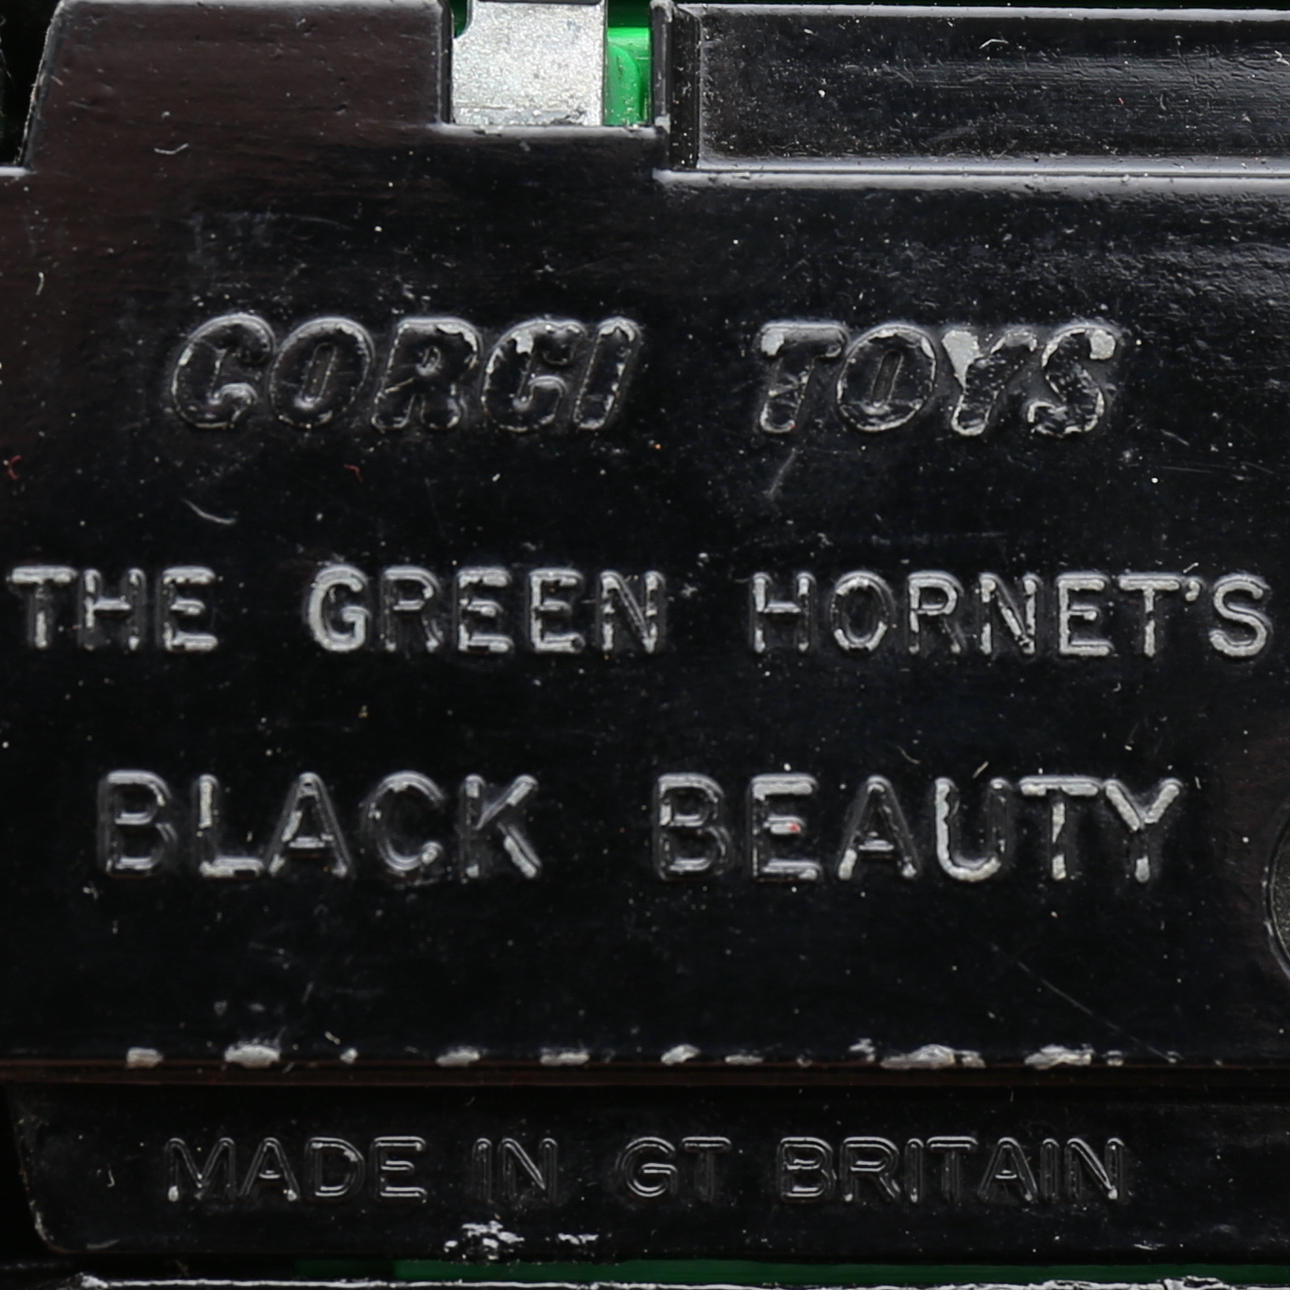 CORGI TOYS
THE GREEN HORNET'S
BLACK BEAUTY
MADE IN GT BRITAIN